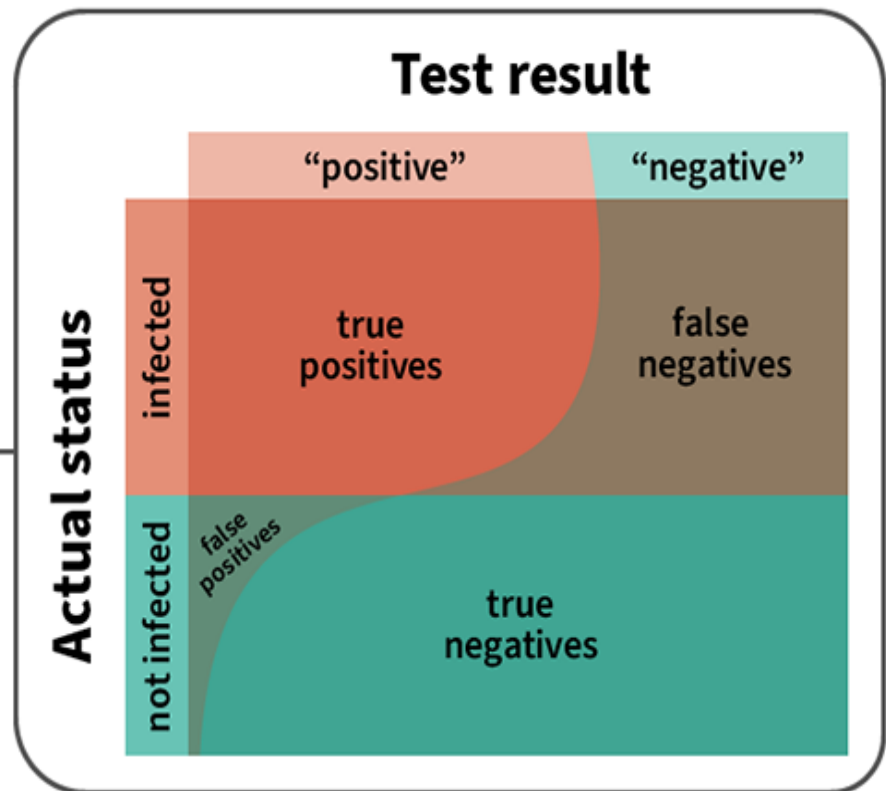 Test result
“positive”
“negative”
Actual status
infected
true
positives
false
negatives
not infected
false
positives
true
negatives